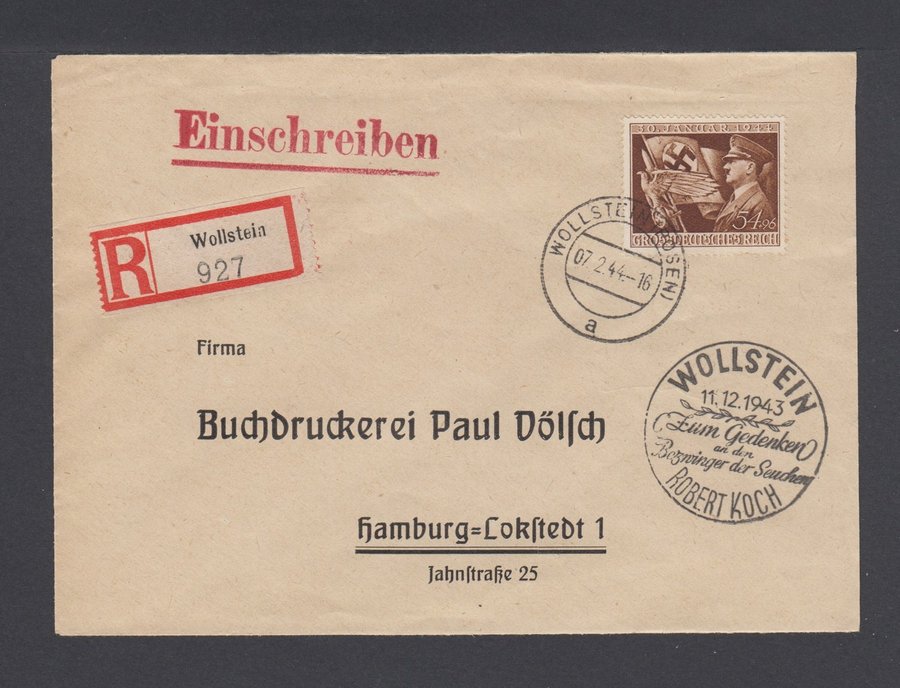 Einschreiben
R
Wollstein
927
30. JANUAR 1944
54+96
GROSSDEUTSCHES REICH
WOLLSTEIN (POSEN)
07.2.44.-16
a
Firma
Buchdruckerei Paul Dölsch
Hamburg=Lokstedt 1
Jahnstraße 25
WOLLSTEIN
11.12.1943
Zum Gedenken
an den
Bezwinger der Seuchen
ROBERT KOCH